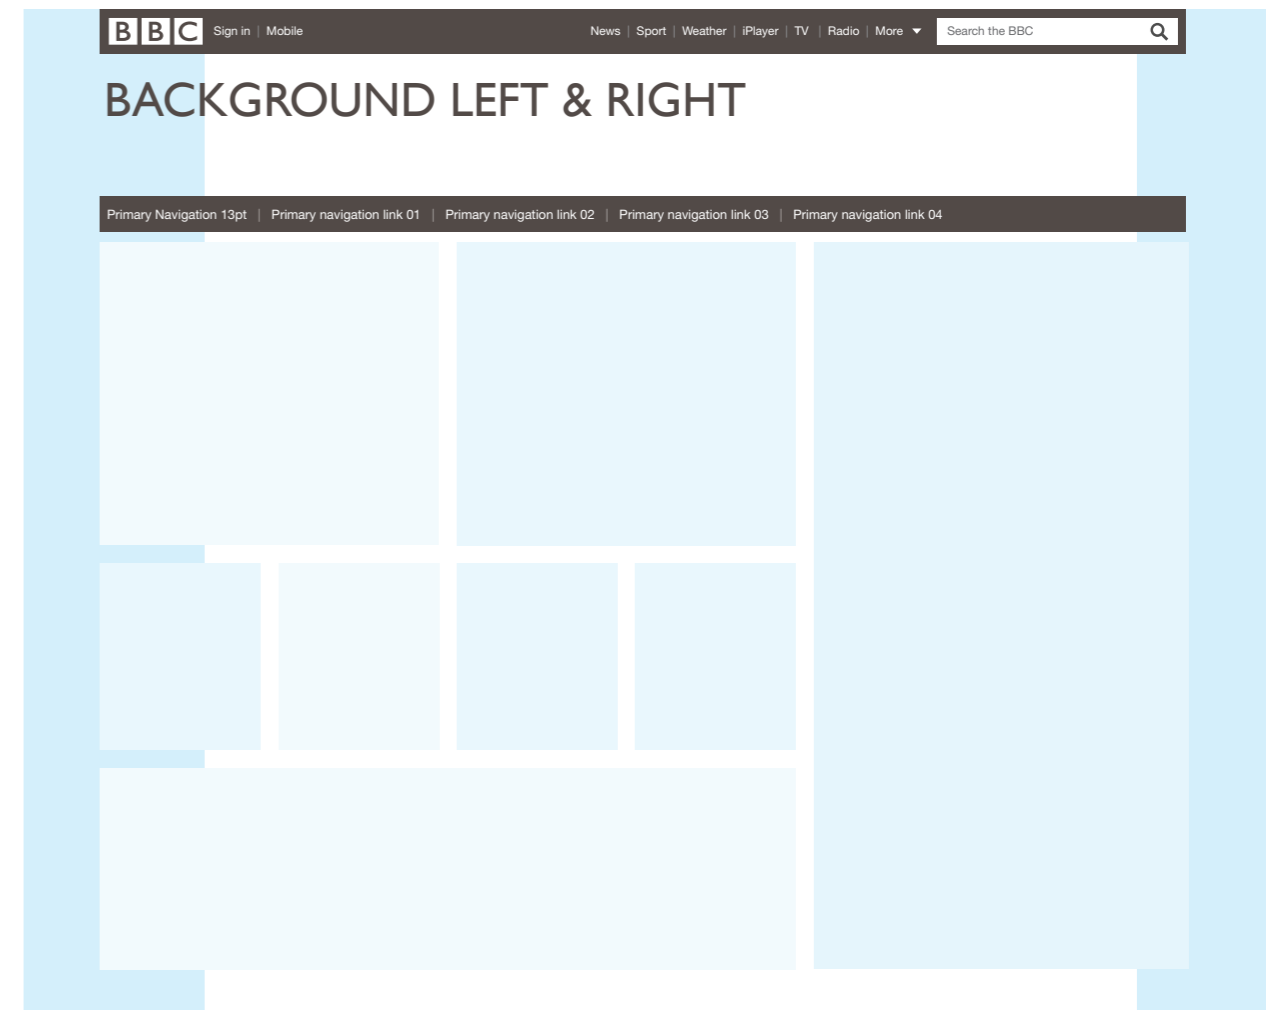 BBC Sign in | Mobile News | Sport | Weather | iPlayer | TV | Radio | More Search the BBC
BACKGROUND LEFT & RIGHT
Primary Navigation 13pt | Primary navigation link 01 | Primary navigation link 02 | Primary navigation link 03 | Primary navigation link 04